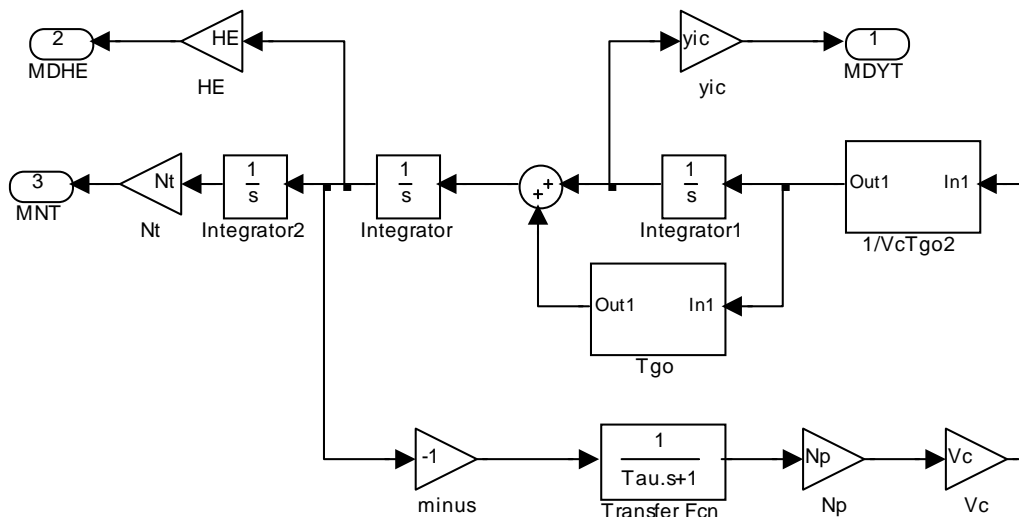 2
MDHE
HE
HE
yic
yic
1
MDYT
3
MNT
Nt
Nt
1
s
Integrator2
1
s
Integrator
+
+
1
s
Integrator1
Out1
In1
1/VcTgo2
Out1
In1
Tgo
-1
minus
1
Tau.s+1
Transfer Fcn
Np
Np
Vc
Vc